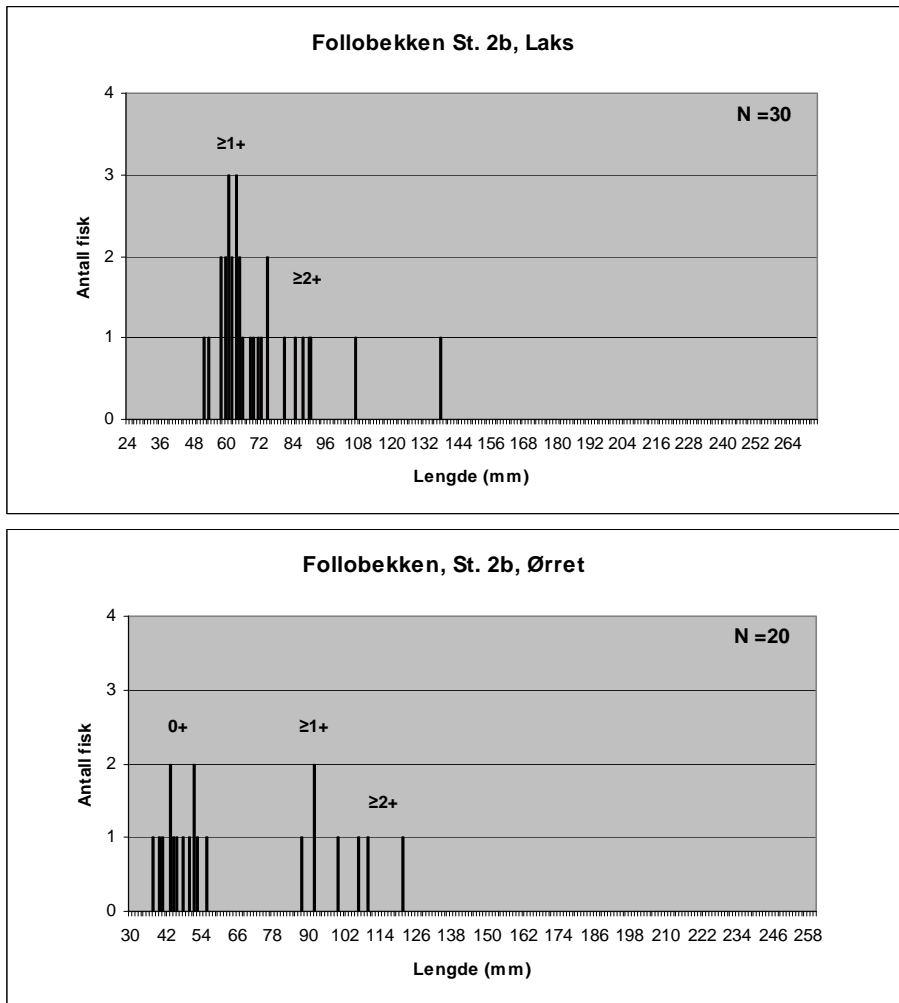 Follobekken St. 2b, Laks
4
N =30
≥1+
3
Antall fisk
2
≥2+
1
0
24 36 48 60 72 84 96 108 120 132 144 156 168 180 192 204 216 228 240 252 264
Lengde (mm)
Follobekken, St. 2b, Ørret
4
N =20
3
0+ ≥1+
Antall fisk
2
≥2+
1
0
30 42 54 66 78 90 102 114 126 138 150 162 174 186 198 210 222 234 246 258
Lengde (mm)